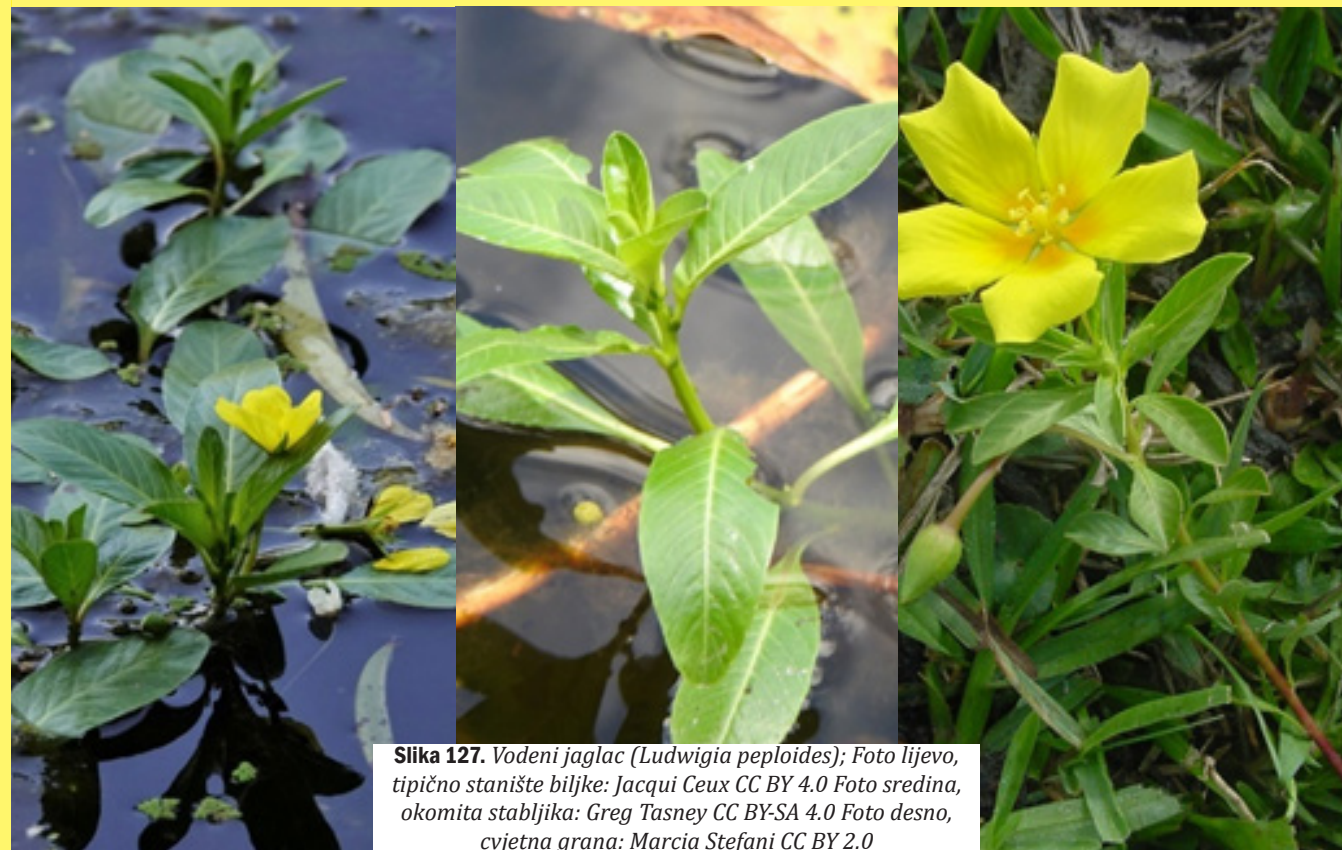 Slika 127. Vodeni jaglac (Ludwigia peploides); Foto lijevo,
tipično stanište biljke: Jacqui Ceux CC BY 4.0 Foto sredina,
okomita stabljika: Greg Tasney CC BY-SA 4.0 Foto desno,
cvjetna grana: Marcia Stefani CC BY 2.0